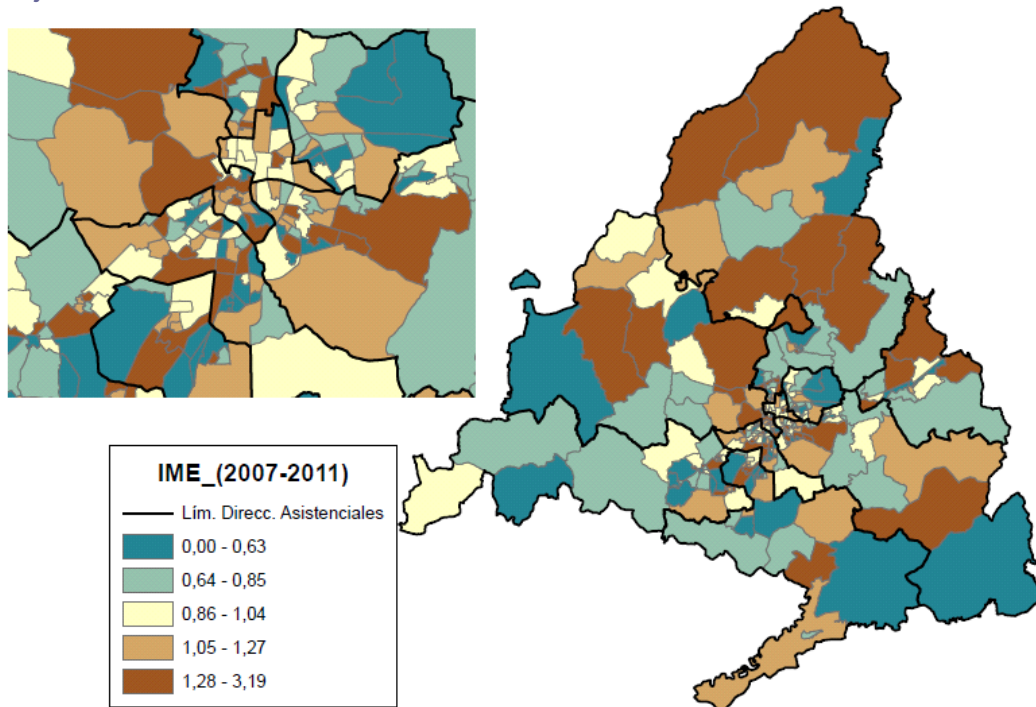 IME_(2007-2011)
Lím. Direcc. Asistenciales
0,00 - 0,63
0,64 - 0,85
0,86 - 1,04
1,05 - 1,27
1,28 - 3,19